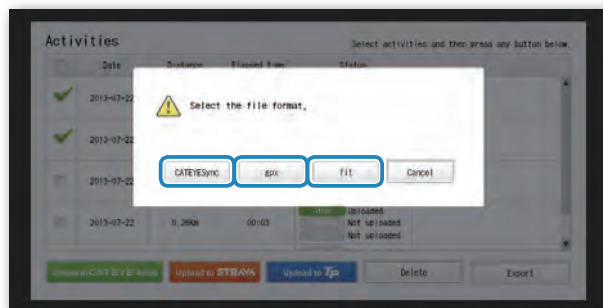 Activities
Select activities and then press any button below.
Date Distance Elapsed time Status
2013-07-22
2013-07-22
Select the file format.
2013-07-22
CATEYESync gpx fit Cancel
Uploaded
2013-07-22 0.26km 00:03 Not uploaded
Not uploaded
Upload to CATEYE Atlas Upload to STRAVA Upload to Tp Delete Export